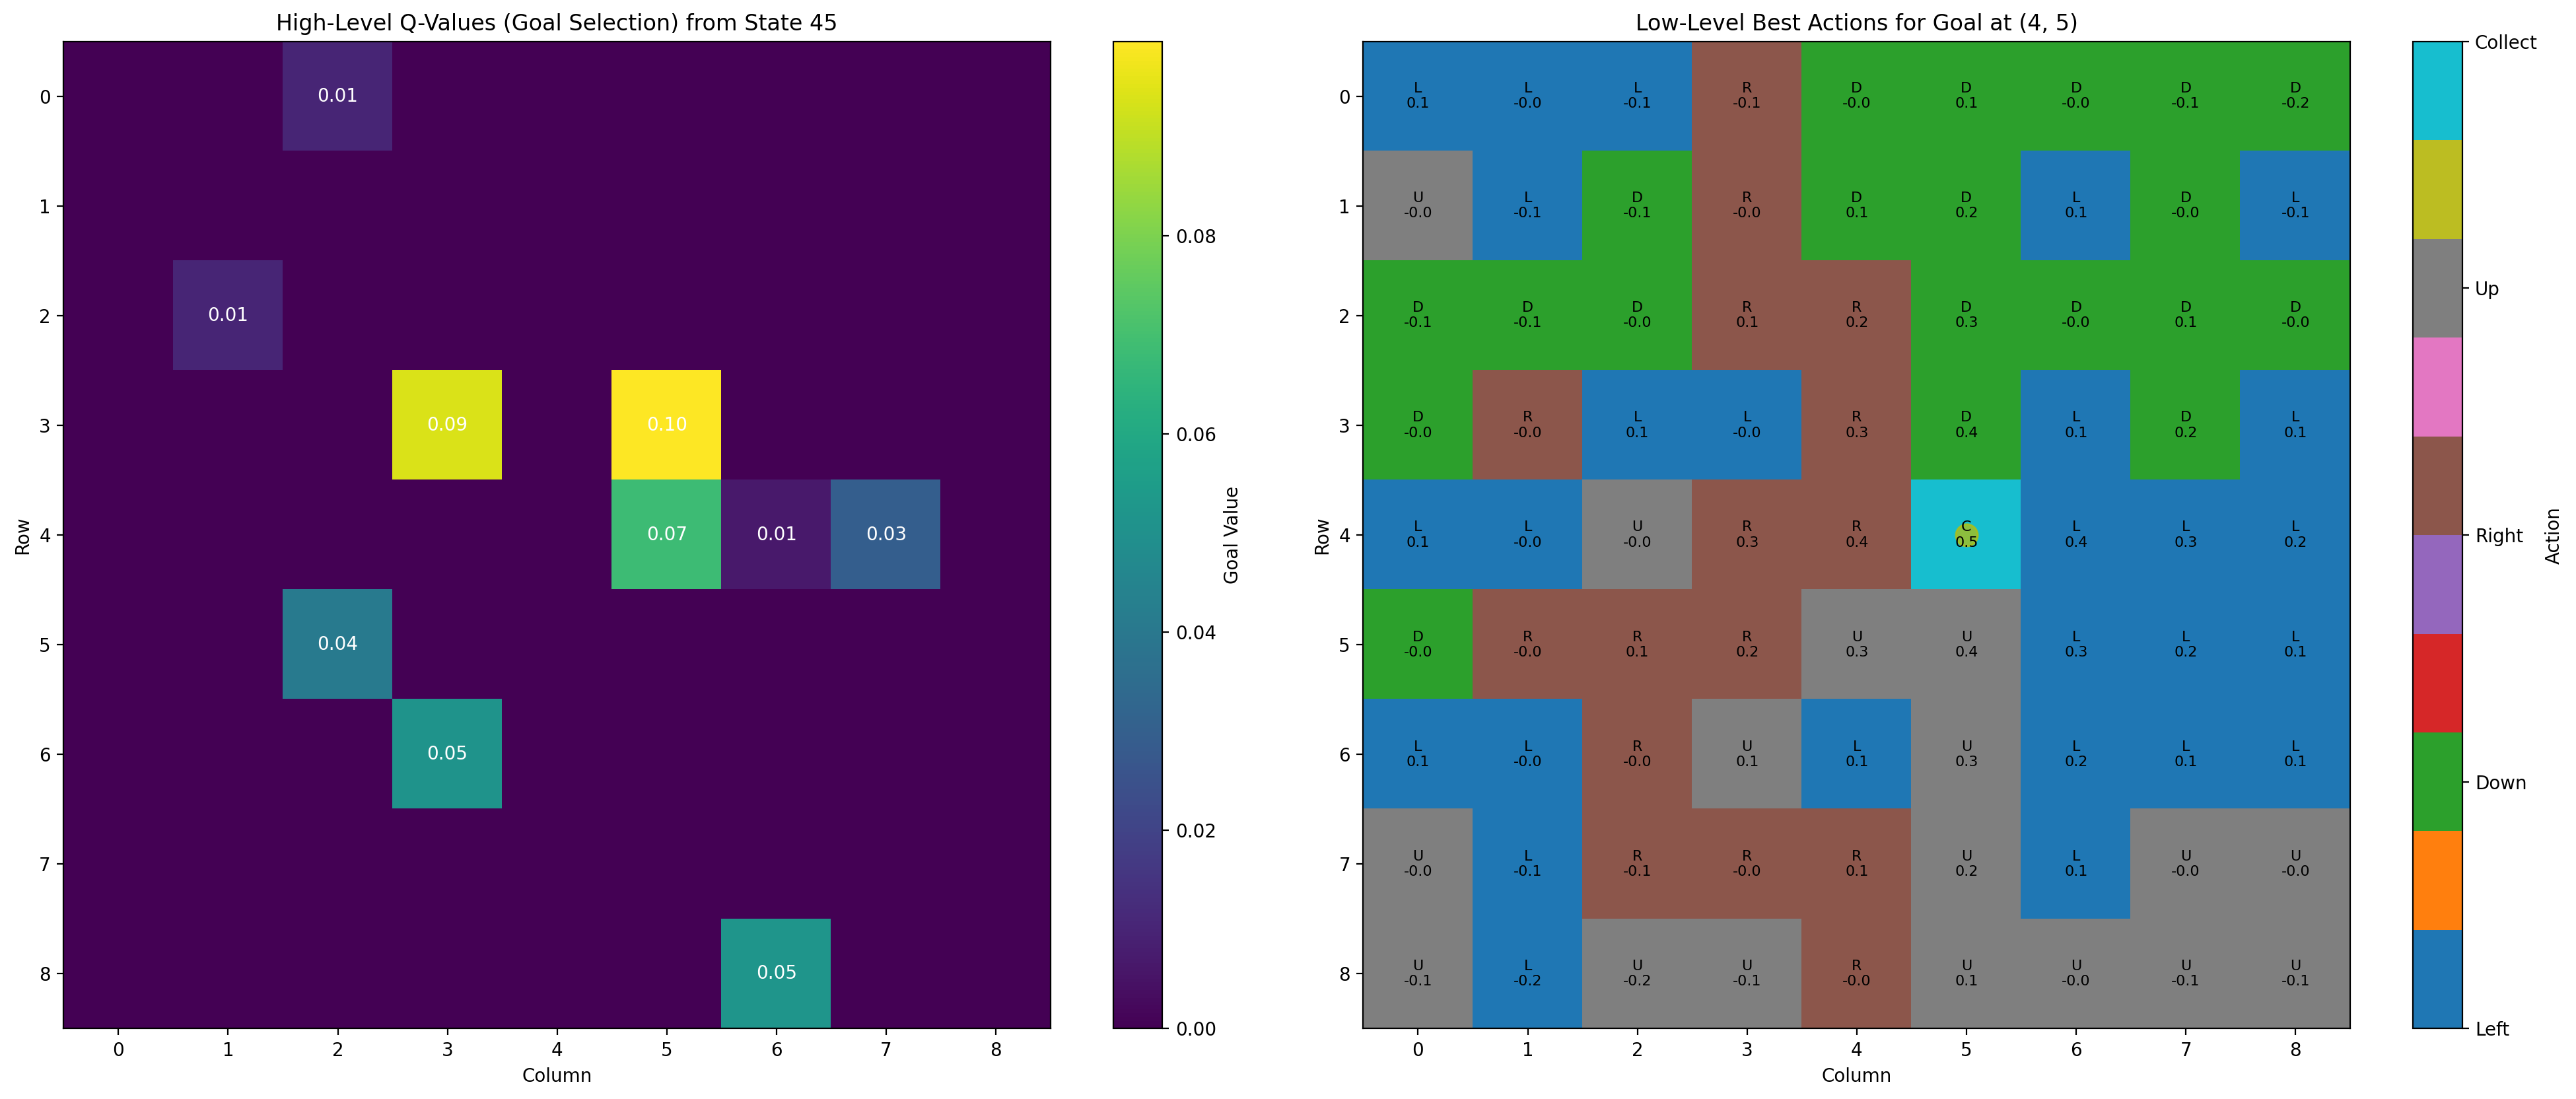 High-Level Q-Values (Goal Selection) from State 45
0.01
0.01
0.09 0.10
0.07 0.01 0.03
0.04
0.05
0.05
0
1
2
3
4
5
6
7
8
Row
0 1 2 3 4 5 6 7 8
Column
0.08
0.06
0.04
0.02
0.00
Goal Value
Low-Level Best Actions for Goal at (4, 5)
L L L R D D D D D
0.1 -0.0 -0.1 -0.1 -0.0 0.1 -0.0 -0.1 -0.2
U L D R D D L D L
-0.0 -0.1 -0.1 -0.0 0.1 0.2 0.1 -0.0 -0.1
D D D R R D D D D
-0.1 -0.1 -0.0 0.1 0.2 0.3 -0.0 0.1 -0.0
D R L L R D L D L
-0.0 -0.0 0.1 -0.0 0.3 0.4 0.1 0.2 0.1
L L U R R C L L L
0.1 -0.0 -0.0 0.3 0.4 0.5 0.4 0.3 0.2
D R R R U U L L L
-0.0 -0.0 0.1 0.2 0.3 0.4 0.3 0.2 0.1
L L R U L U L L L
0.1 -0.0 -0.0 0.1 0.1 0.3 0.2 0.1 0.1
U L R R R U L U U
-0.0 -0.1 -0.1 -0.0 0.1 0.2 0.1 -0.0 -0.0
U L U U R U U U U
-0.1 -0.2 -0.2 -0.1 -0.0 0.1 -0.0 -0.1 -0.1
0
1
2
3
4
5
6
7
8
Row
0 1 2 3 4 5 6 7 8
Column
Collect
Up
Right
Down
Left
Action